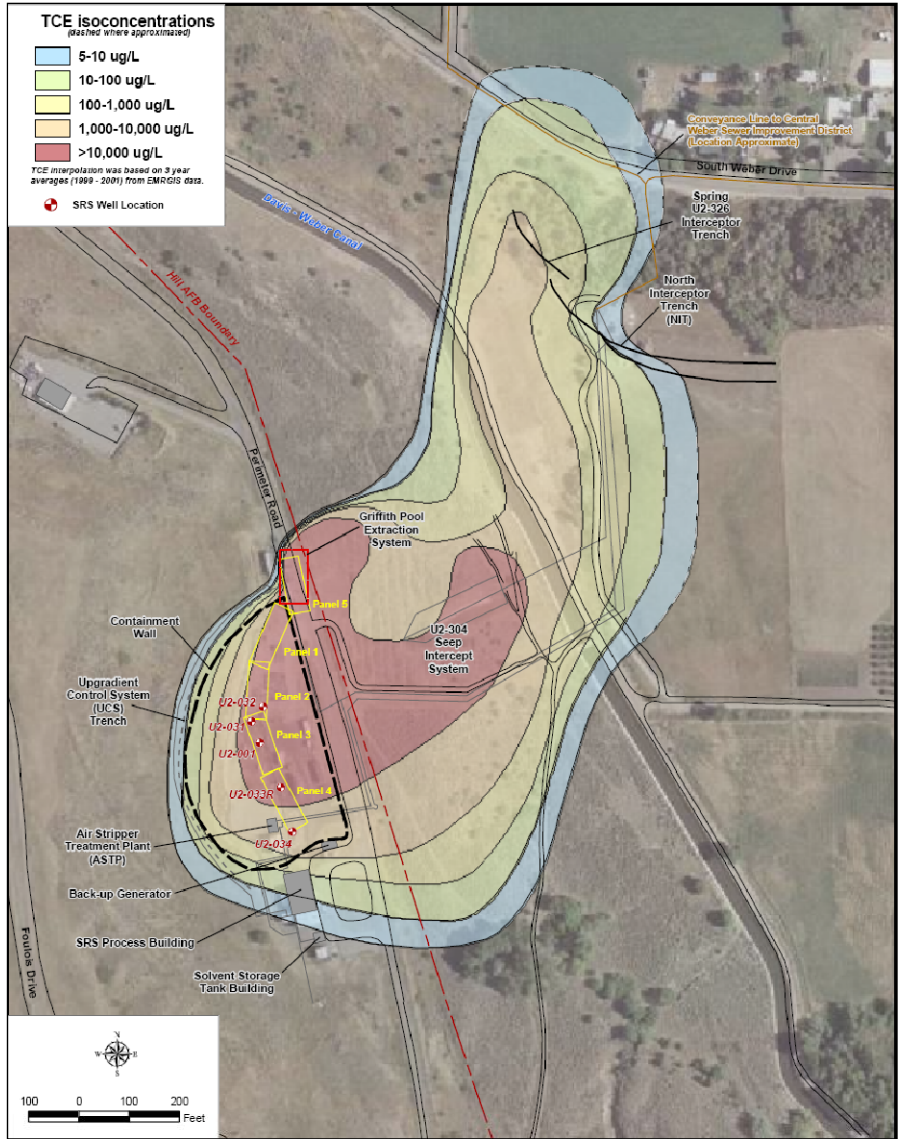 TCE isoconcentrations
(dashed where approximated)
5-10 ug/L
10-100 ug/L
100-1,000 ug/L
1,000-10,000 ug/L
>10,000 ug/L
TCE interpolation was based on 3 year
averages (1999 - 2001) from EMRGIS data.
SRS Well Location
Conveyance Line to Central
Weber Sewer Improvement District
(Location Approximate)
South Weber Drive
Davis - Weber Canal
Spring
U2-326
Interceptor
Trench
North
Interceptor
Trench
(NIT)
Hill AFB Boundary
Perimeter Road
Griffith Pool
Extraction
System
Panel 5
Containment
Wall
U2-304
Seep
Intercept
System
Panel 1
Upgradient
Control System
(UCS)
Trench
U2-032
Panel 2
U2-031
Panel 3
U2-001
U2-033R
Panel 4
Air Stripper
Treatment Plant
(ASTP)
U2-034
Back-up Generator
SRS Process Building
Solvent Storage
Tank Building
Foulois Drive
N
W
E
S
100
0
100
200
Feet